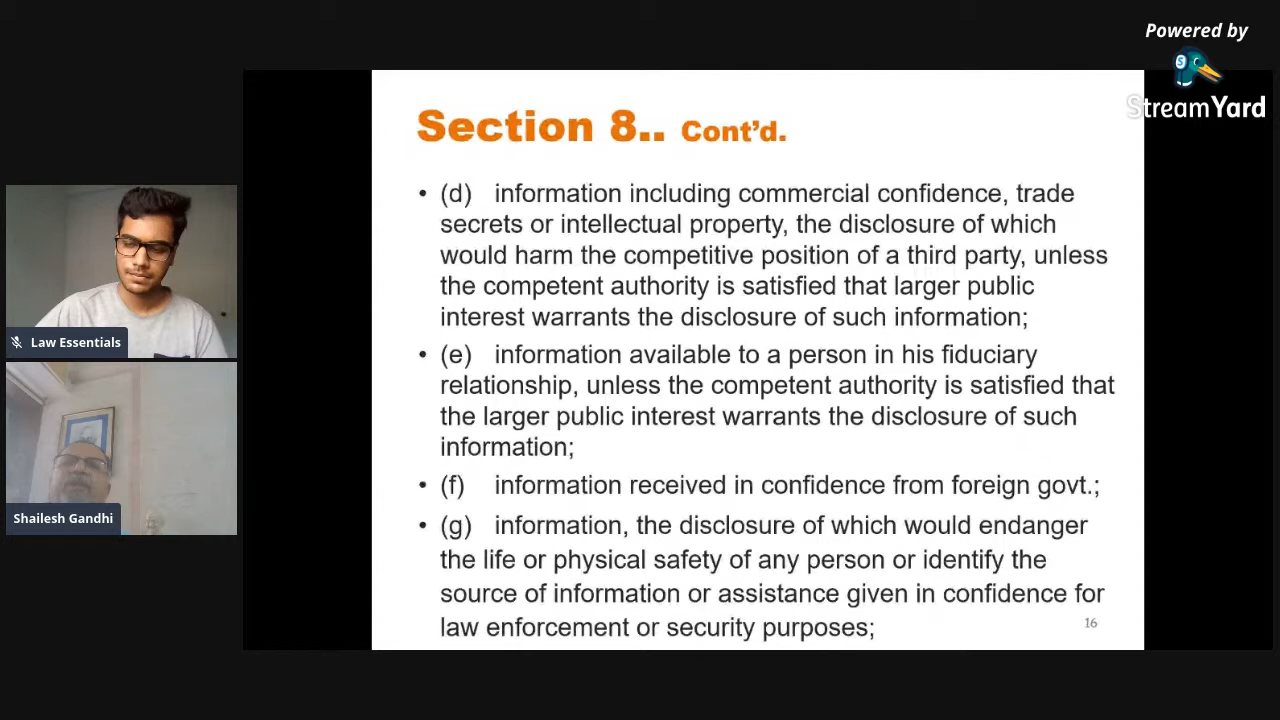 Powered by
StreamYard
Section 8.. Cont'd.
• (d) information including commercial confidence, trade
secrets or intellectual property, the disclosure of which
would harm the competitive position of a third party, unless
the competent authority is satisfied that larger public
interest warrants the disclosure of such information;
• (e) information available to a person in his fiduciary
relationship, unless the competent authority is satisfied that
the larger public interest warrants the disclosure of such
information;
• (f) information received in confidence from foreign govt.;
• (g) information, the disclosure of which would endanger
the life or physical safety of any person or identify the
source of information or assistance given in confidence for
law enforcement or security purposes;
16
Law Essentials
Shailesh Gandhi